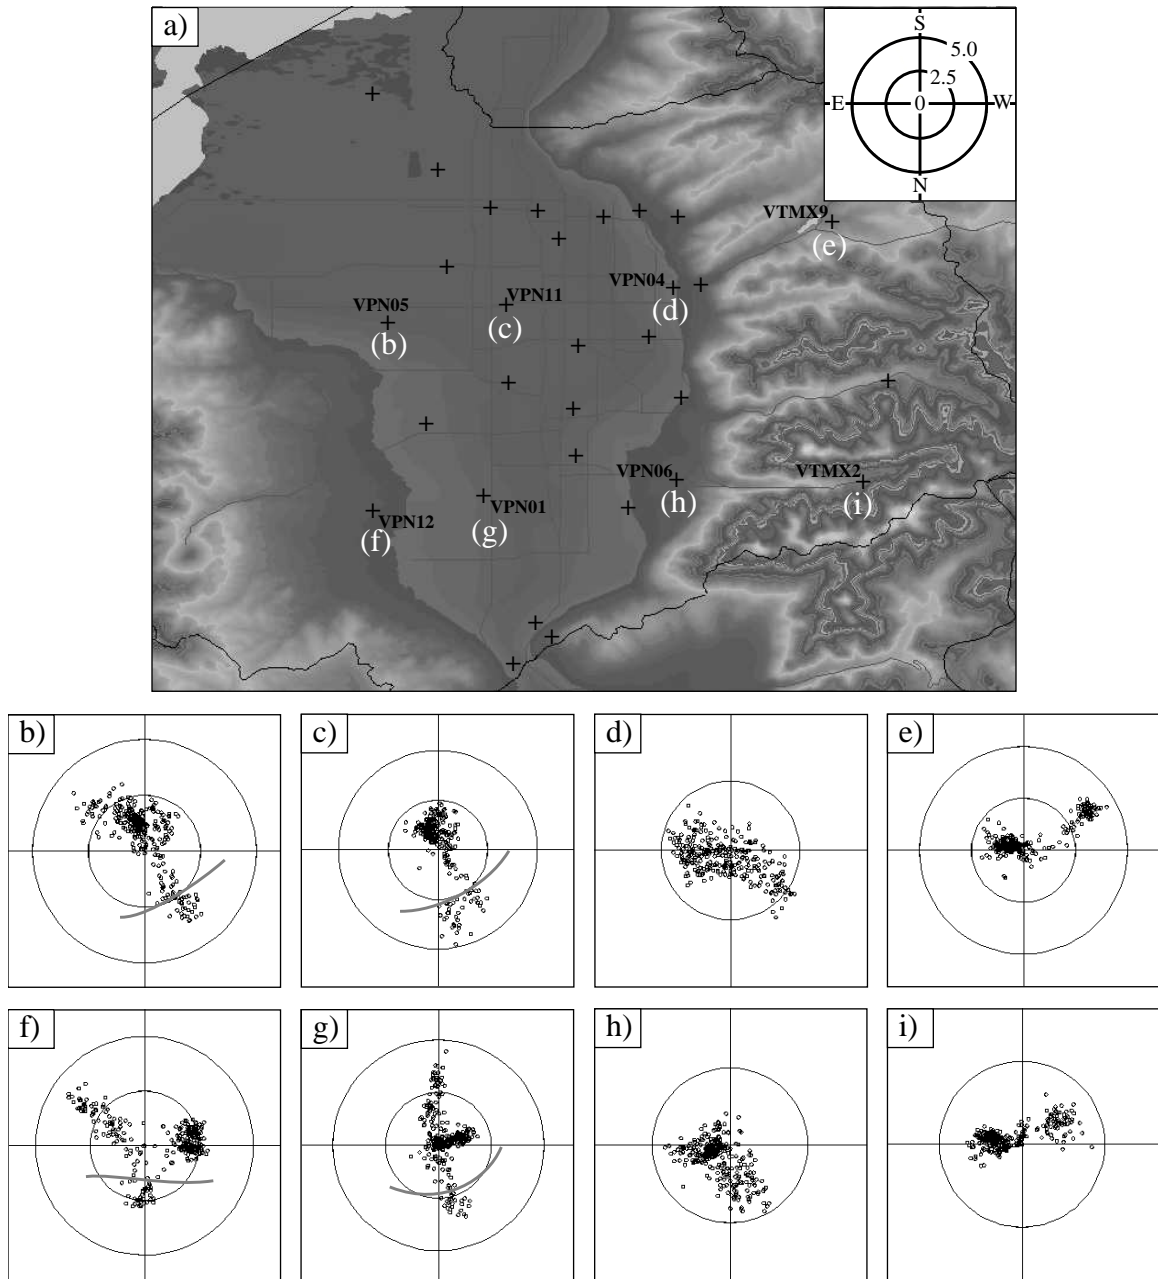 a)
S
5.0
2.5
E
0
W
N
VTMX9
(e)
VPN04
(d)
VPN11
(c)
VPN05
(b)
VPN06
(h)
VTMX2
(i)
VPN01
(g)
VPN12
(f)
b)
c)
d)
e)
f)
g)
h)
i)